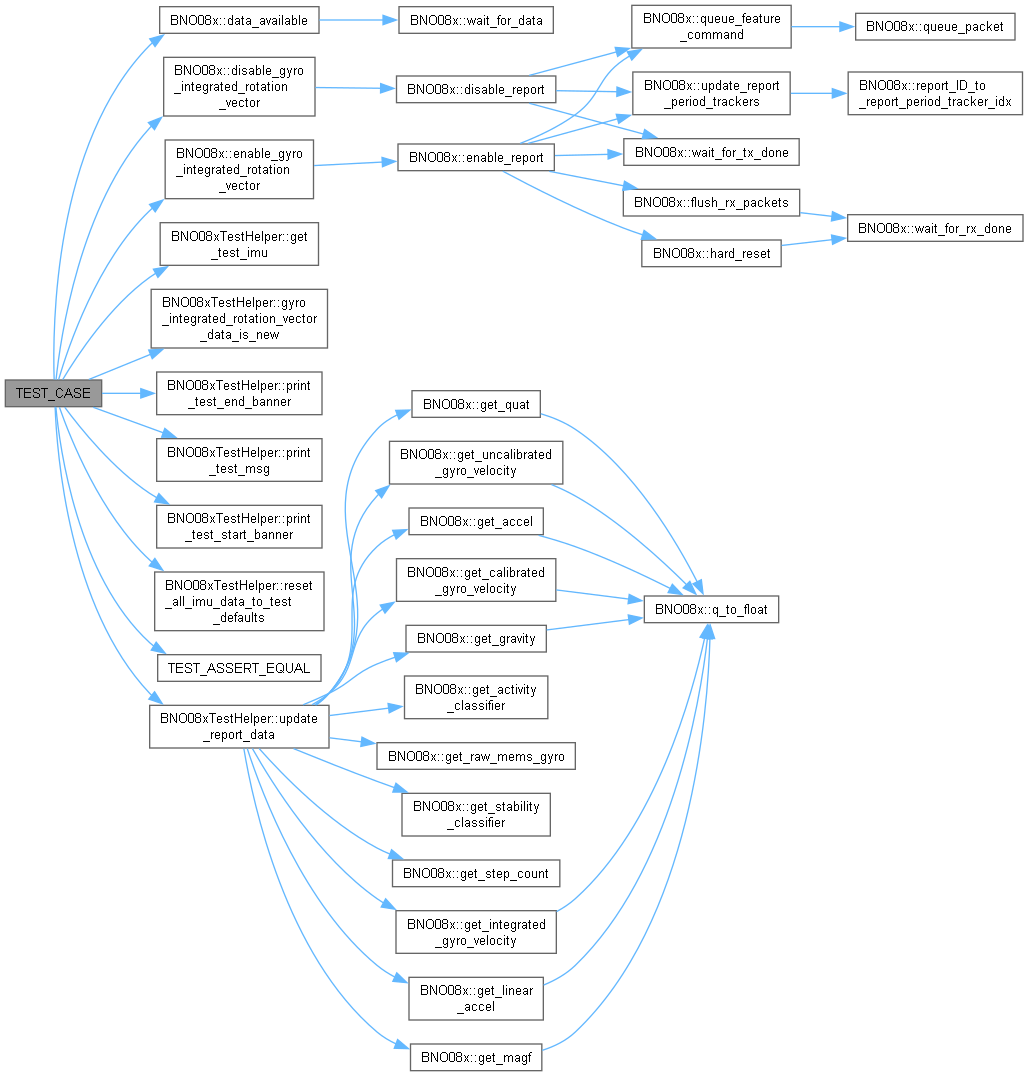 TEST_CASE
BNO08x::data_available
BNO08x::wait_for_data
BNO08x::disable_gyro
_integrated_rotation
_vector
BNO08x::disable_report
BNO08x::queue_feature
_command
BNO08x::queue_packet
BNO08x::update_report
_period_trackers
BNO08x::report_ID_to
_report_period_tracker_idx
BNO08x::wait_for_tx_done
BNO08x::enable_gyro
_integrated_rotation
_vector
BNO08x::enable_report
BNO08x::flush_rx_packets
BNO08x::wait_for_rx_done
BNO08x::hard_reset
BNO08xTestHelper::get
_test_imu
BNO08xTestHelper::gyro
_integrated_rotation_vector
_data_is_new
BNO08xTestHelper::print
_test_end_banner
BNO08xTestHelper::print
_test_msg
BNO08xTestHelper::print
_test_start_banner
BNO08xTestHelper::reset
_all_imu_data_to_test
_defaults
TEST_ASSERT_EQUAL
BNO08xTestHelper::update
_report_data
BNO08x::get_quat
BNO08x::get_uncalibrated
_gyro_velocity
BNO08x::get_accel
BNO08x::get_calibrated
_gyro_velocity
BNO08x::get_gravity
BNO08x::q_to_float
BNO08x::get_activity
_classifier
BNO08x::get_raw_mems_gyro
BNO08x::get_stability
_classifier
BNO08x::get_step_count
BNO08x::get_integrated
_gyro_velocity
BNO08x::get_linear
_accel
BNO08x::get_magf